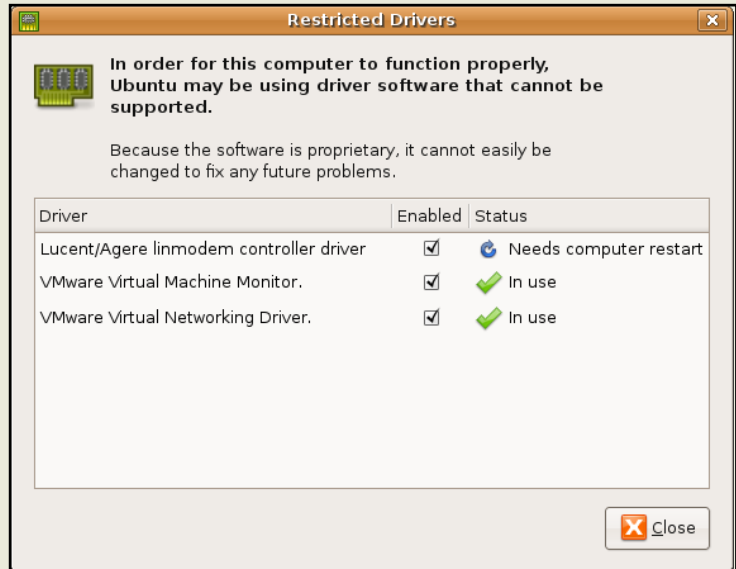 Restricted Drivers
In order for this computer to function properly,
Ubuntu may be using driver software that cannot be
supported.
Because the software is proprietary, it cannot easily be
changed to fix any future problems.
Driver Enabled Status
Lucent/Agere linmodem controller driver Needs computer restart
VMware Virtual Machine Monitor. In use
VMware Virtual Networking Driver. In use
Close